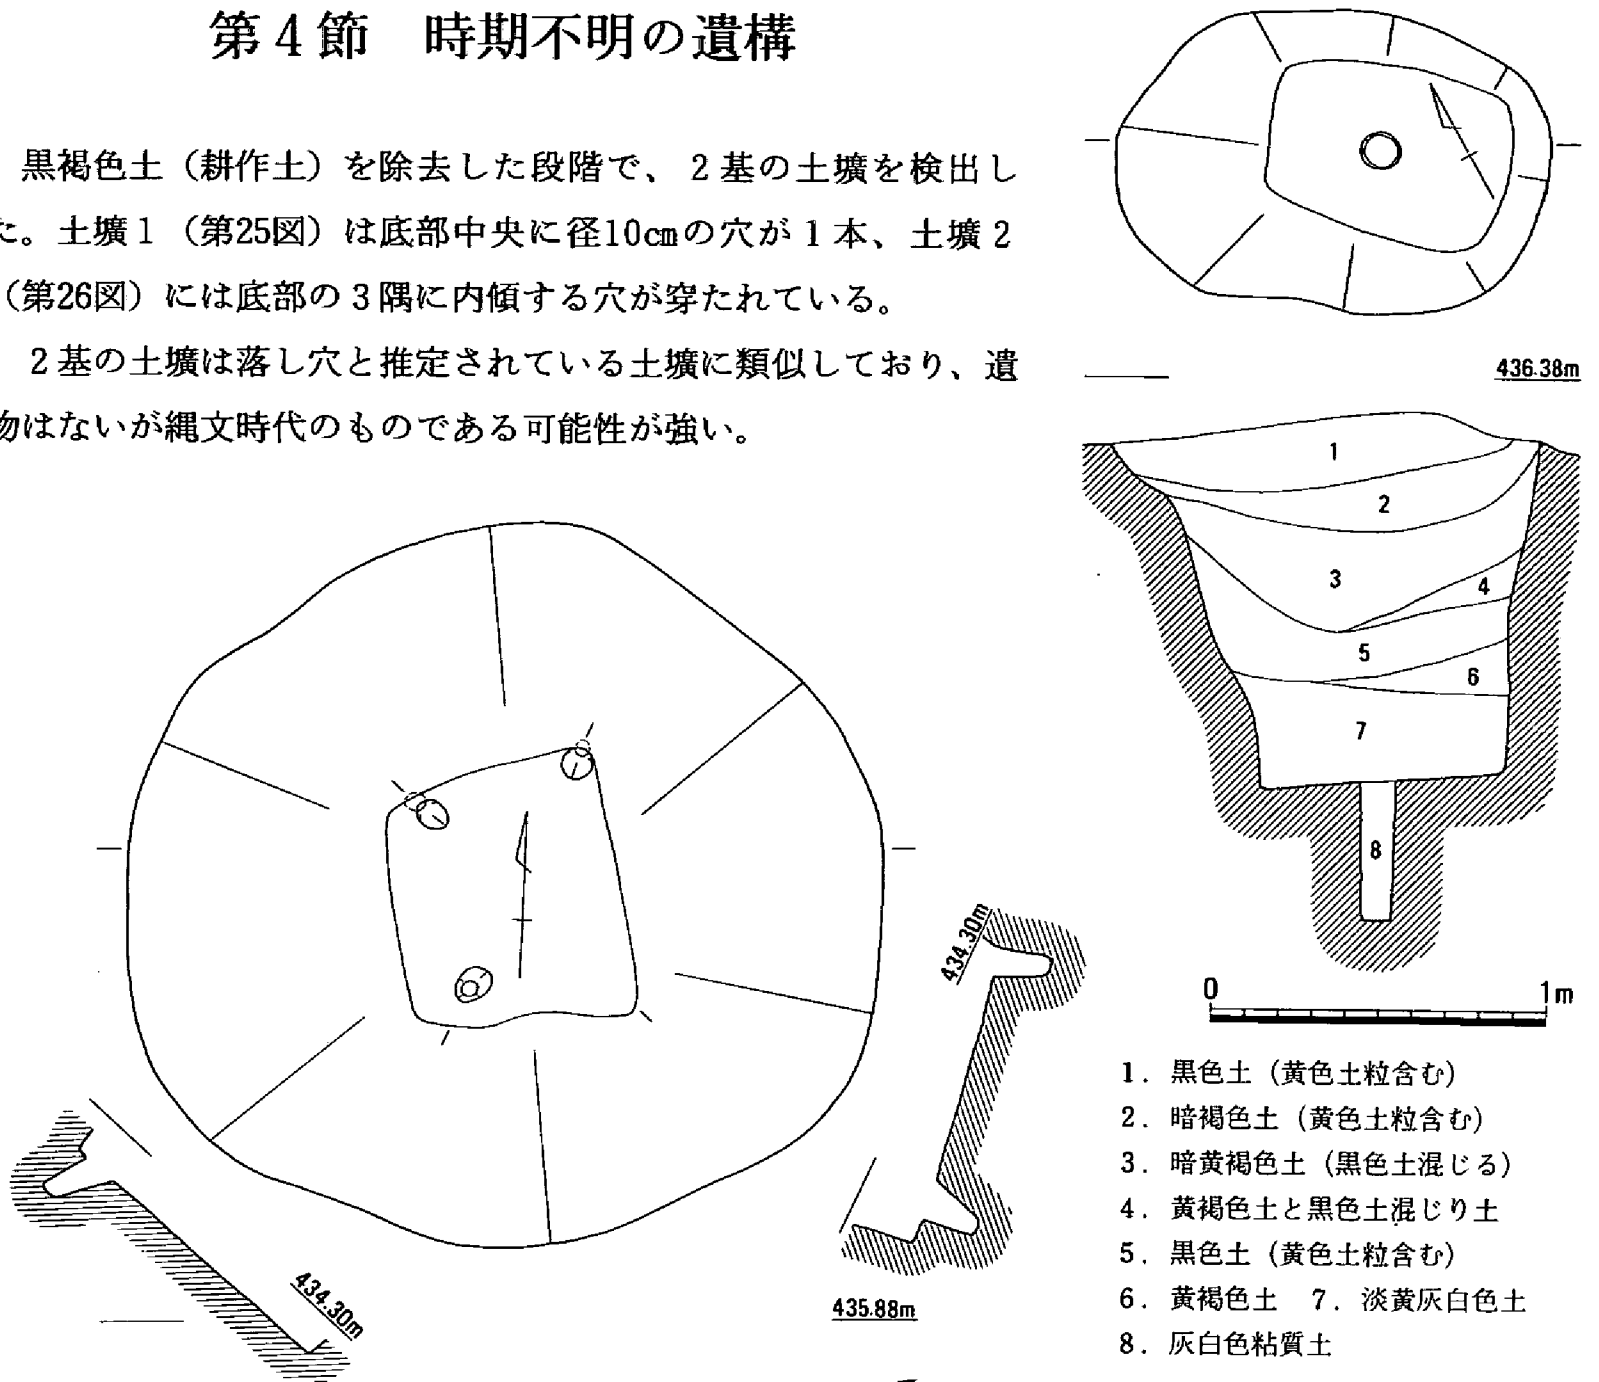 第４節　時期不明の遺構
黒褐色土（耕作土）を除去した段階で、２基の土壙を検出し
た。土壙１（第25図）は底部中央に径10㎝の穴が１本、土壙２
（第26図）には底部の３隅に内傾する穴が穿たれている。
２基の土壙は落し穴と推定されている土壙に類似しており、遺
物はないが縄文時代のものである可能性が強い。
436.38m
1
2
3
4
5
6
7
8
0　1m
1．黒色土（黄色土粒含む）
2．暗褐色土（黄色土粒含む）
3．暗黄褐色土（黒色土混じる）
4．黄褐色土と黒色土混じり土
5．黒色土（黄色土粒含む）
6．黄褐色土　7．淡黄灰白色土
8．灰白色粘質土
434.30m
434.30m
435.88m